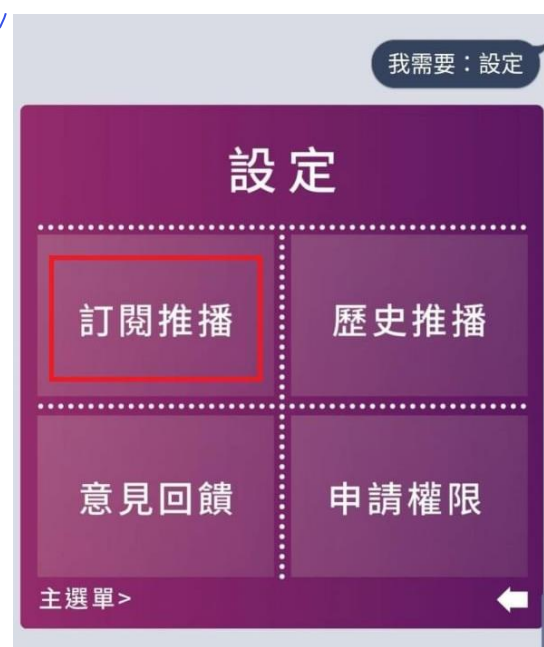 我需要：設定
設定
訂閱推播 歷史推播
意見回饋 申請權限
主選單>